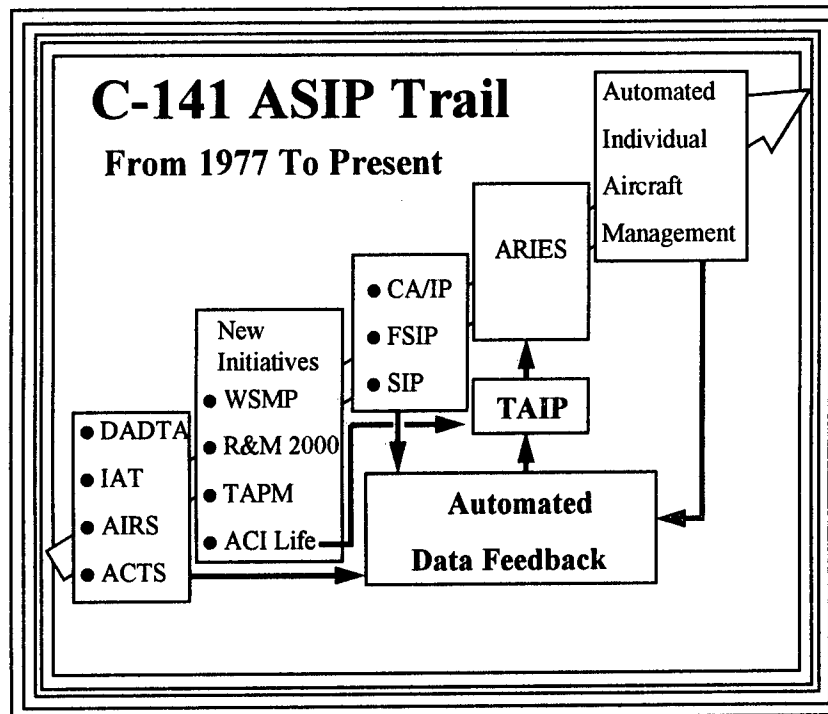 C-141 ASIP Trail
From 1977 To Present
● DADTA
● IAT
● AIRS
● ACTS
New
Initiatives
● WSMP
● R&M 2000
● TAPM
● ACI Life
● CA/IP
● FSIP
● SIP
ARIES
TAIP
Automated
Data Feedback
Automated
Individual
Aircraft
Management